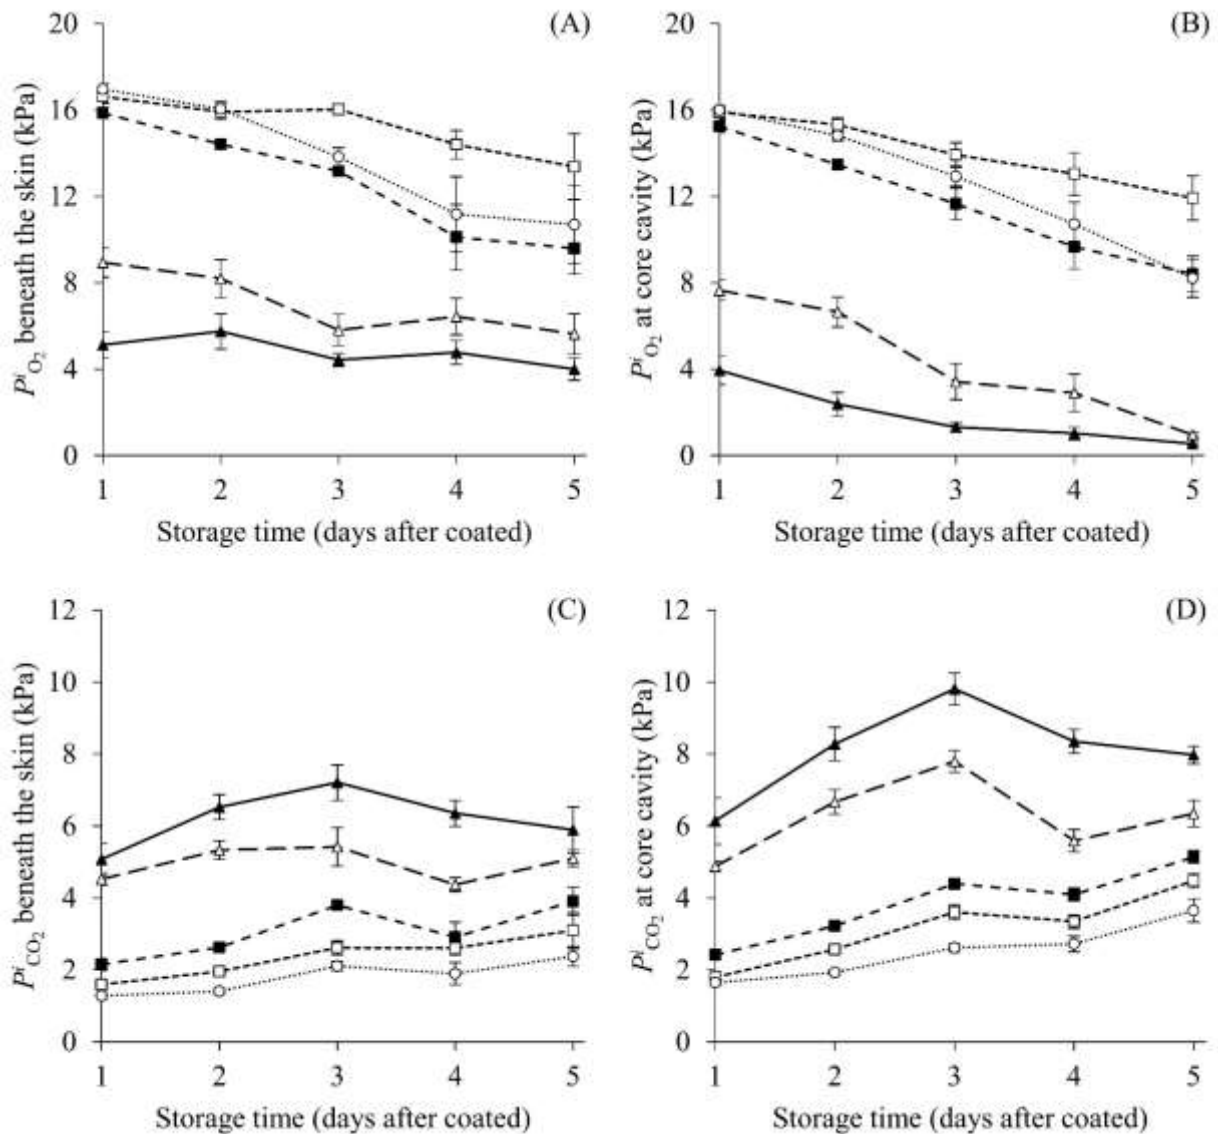 (A)
P^i_O2 beneath the skin (kPa)
20
16
12
8
4
0
1 2 3 4 5
Storage time (days after coated)
(B)
P^i_O2 at core cavity (kPa)
20
16
12
8
4
0
1 2 3 4 5
Storage time (days after coated)
(C)
P^i_CO2 beneath the skin (kPa)
12
10
8
6
4
2
0
1 2 3 4 5
Storage time (days after coated)
(D)
P^i_CO2 at core cavity (kPa)
12
10
8
6
4
2
0
1 2 3 4 5
Storage time (days after coated)